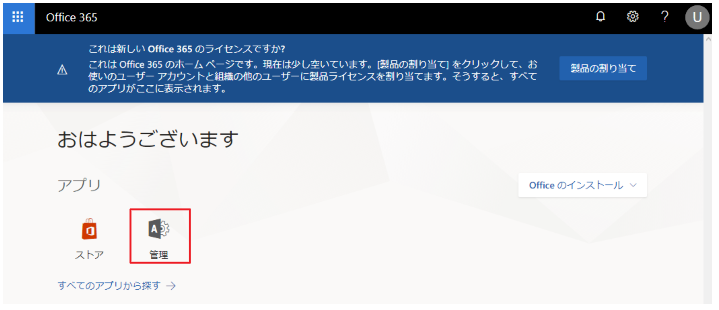 Office 365
?
U
これは新しい Office 365 のライセンスですか?
これは Office 365 のホーム ページです。現在は少し空いています。[製品の割り当て] をクリックして、お
使いのユーザー アカウントと組織の他のユーザーに製品ライセンスを割り当てます。そうすると、すべて
のアプリがここに表示されます。
製品の割り当て
おはようございます
アプリ
Office のインストール
ストア
管理
すべてのアプリから探す →